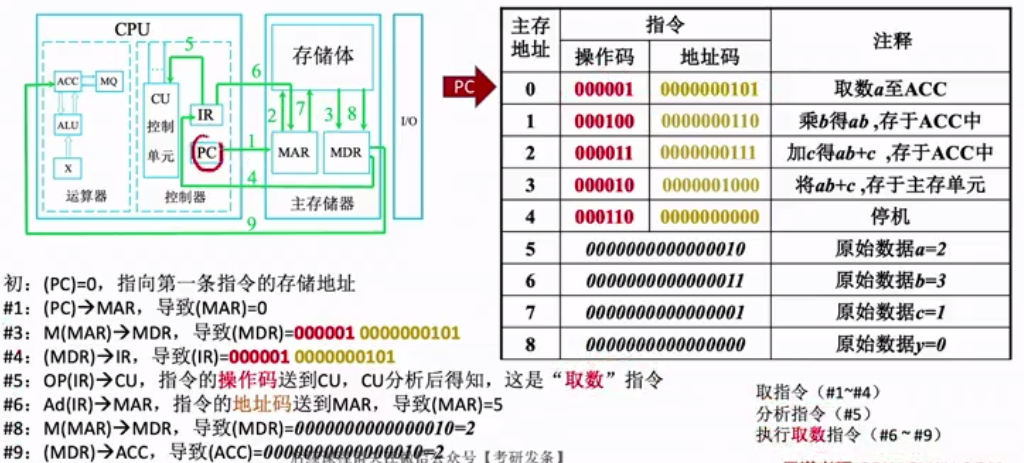 CPU
ACC
MQ
ALU
X
运算器
5
CU
控制
单元
IR
PC
控制器
6
1
4
9
存储体
2
7
3
8
MAR
MDR
主存储器
I/O
PC
主存地址 指令 注释
操作码 地址码
0 000001 0000000101 取数a至ACC
1 000100 0000000110 乘b得ab ,存于ACC中
2 000011 0000000111 加c得ab+c ,存于ACC中
3 000010 0000001000 将ab+c ,存于主存单元
4 000110 0000000000 停机
5 0000000000000010 原始数据a=2
6 0000000000000011 原始数据b=3
7 0000000000000001 原始数据c=1
8 0000000000000000 原始数据y=0
初：(PC)=0，指向第一条指令的存储地址
#1：(PC)→MAR，导致(MAR)=0
#3：M(MAR)→MDR，导致(MDR)=000001 0000000101
#4：(MDR)→IR，导致(IR)=000001 0000000101
#5：OP(IR)→CU，指令的操作码送到CU，CU分析后得知，这是“取数”指令
#6：Ad(IR)→MAR，指令的地址码送到MAR，导致(MAR)=5
#8：M(MAR)→MDR，导致(MDR)=0000000000000010=2
#9：(MDR)→ACC，导致(ACC)=0000000000000010=2
取指令（#1~#4）
分析指令（#5）
执行取数指令（#6～#9）
公众号【考研发条】